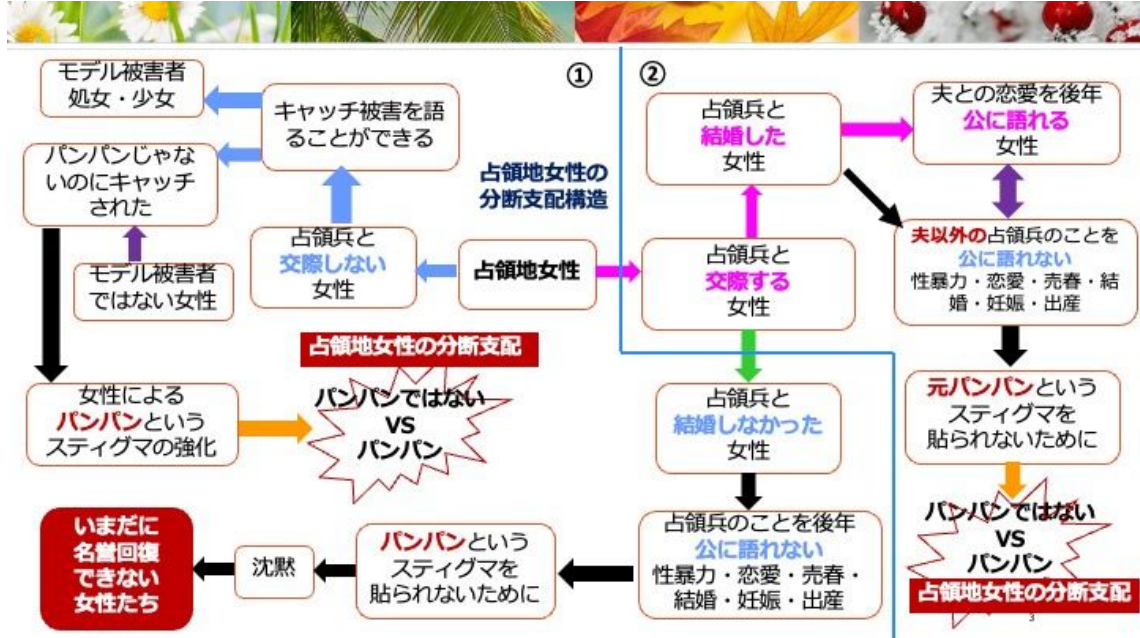 ①
モデル被害者
処女・少女
キャッチ被害を語
ることができる
パンパンじゃな
いのにキャッチ
された
占領地女性の
分断支配構造
占領兵と
交際しない
女性
占領地女性
モデル被害者
ではない女性
占領地女性の分断支配
女性による
パンパンという
スティグマの強化
パンパンではない
VS
パンパン
②
占領兵と
結婚した
女性
夫との恋愛を後年
公に語れる
女性
占領兵と
交際する
女性
夫以外の占領兵のことを
公に語れない
性暴力・恋愛・売春・結
婚・妊娠・出産
元パンパンという
スティグマを
貼られないために
パンパンではない
VS
パンパン
占領地女性の分断支配
占領兵と
結婚しなかった
女性
占領兵のことを後年
公に語れない
性暴力・恋愛・売春・
結婚・妊娠・出産
パンパンという
スティグマを
貼られないために
沈黙
いまだに
名誉回復
できない
女性たち
3